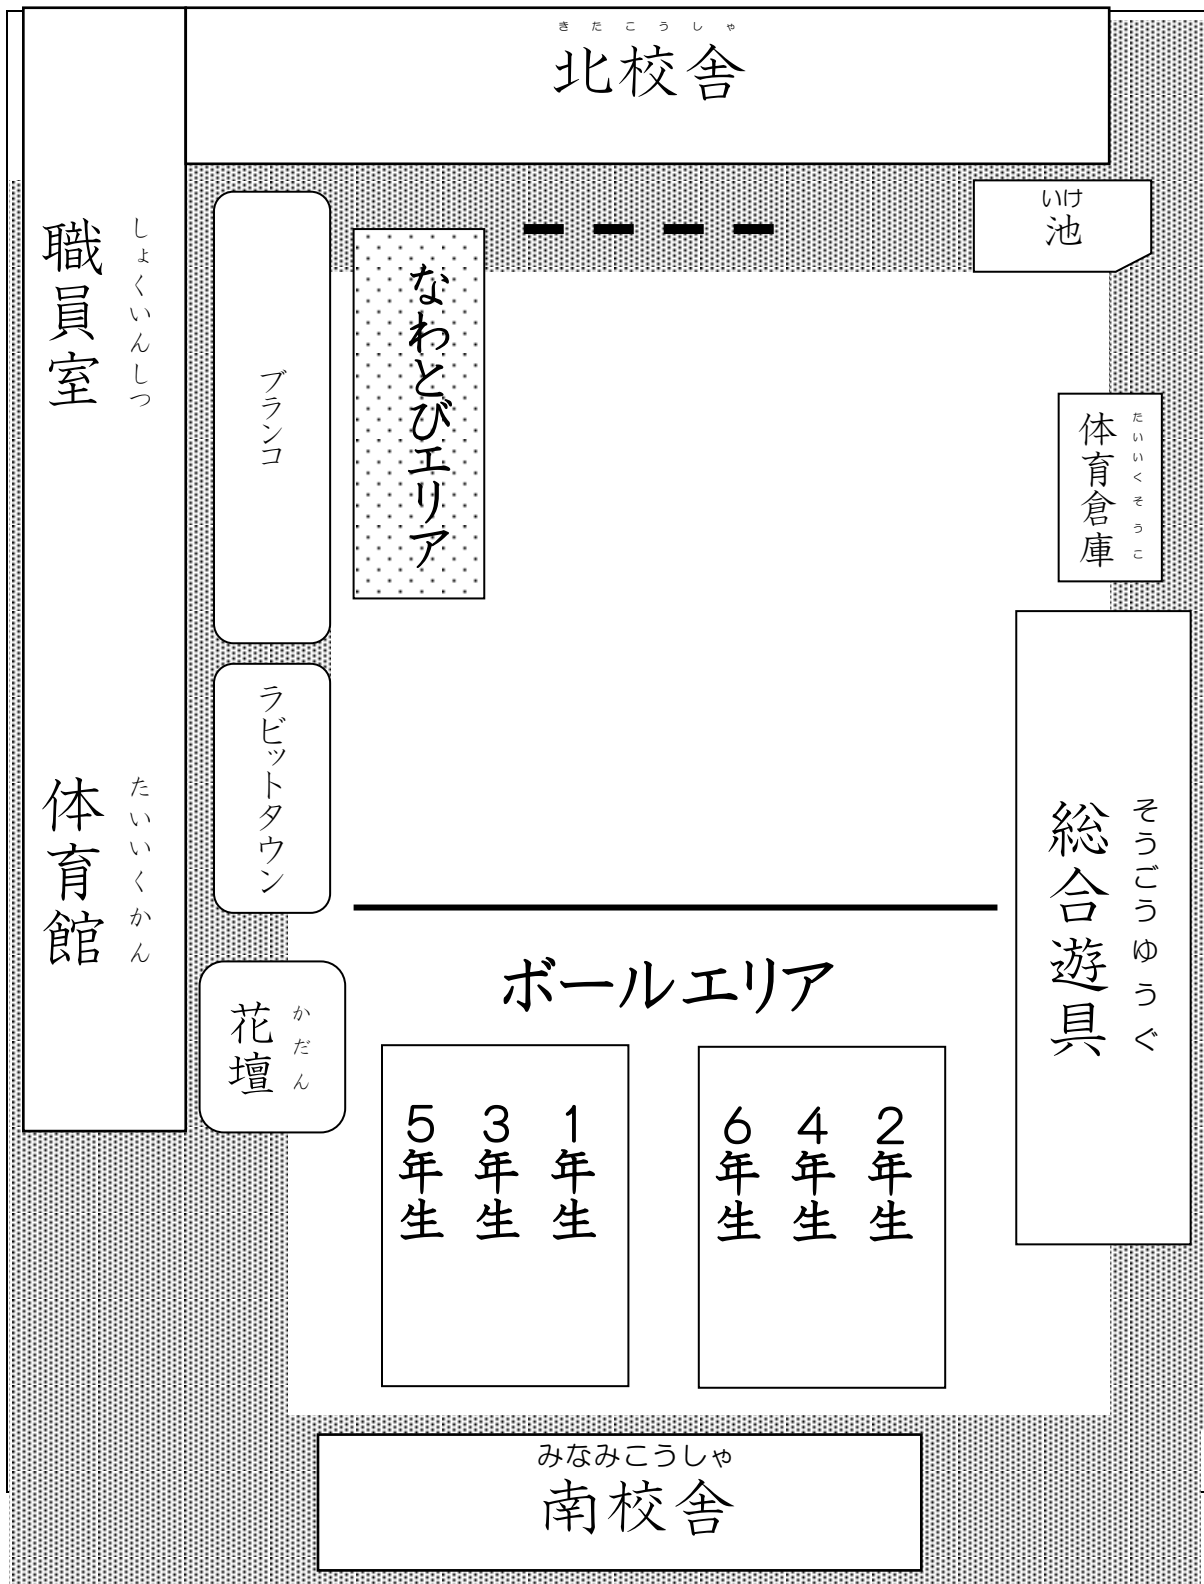 きたこうしゃ
北校舎
いけ
池
しょくいんしつ
職員室
ブランコ
なわとびエリア
たいいくそうこ
体育倉庫
ラビットタウン
たいいくかん
体育館
そうごうゆうぐ
総合遊具
ボールエリア
かだん
花壇
1年生
3年生
5年生
2年生
4年生
6年生
みなみこうしゃ
南校舎